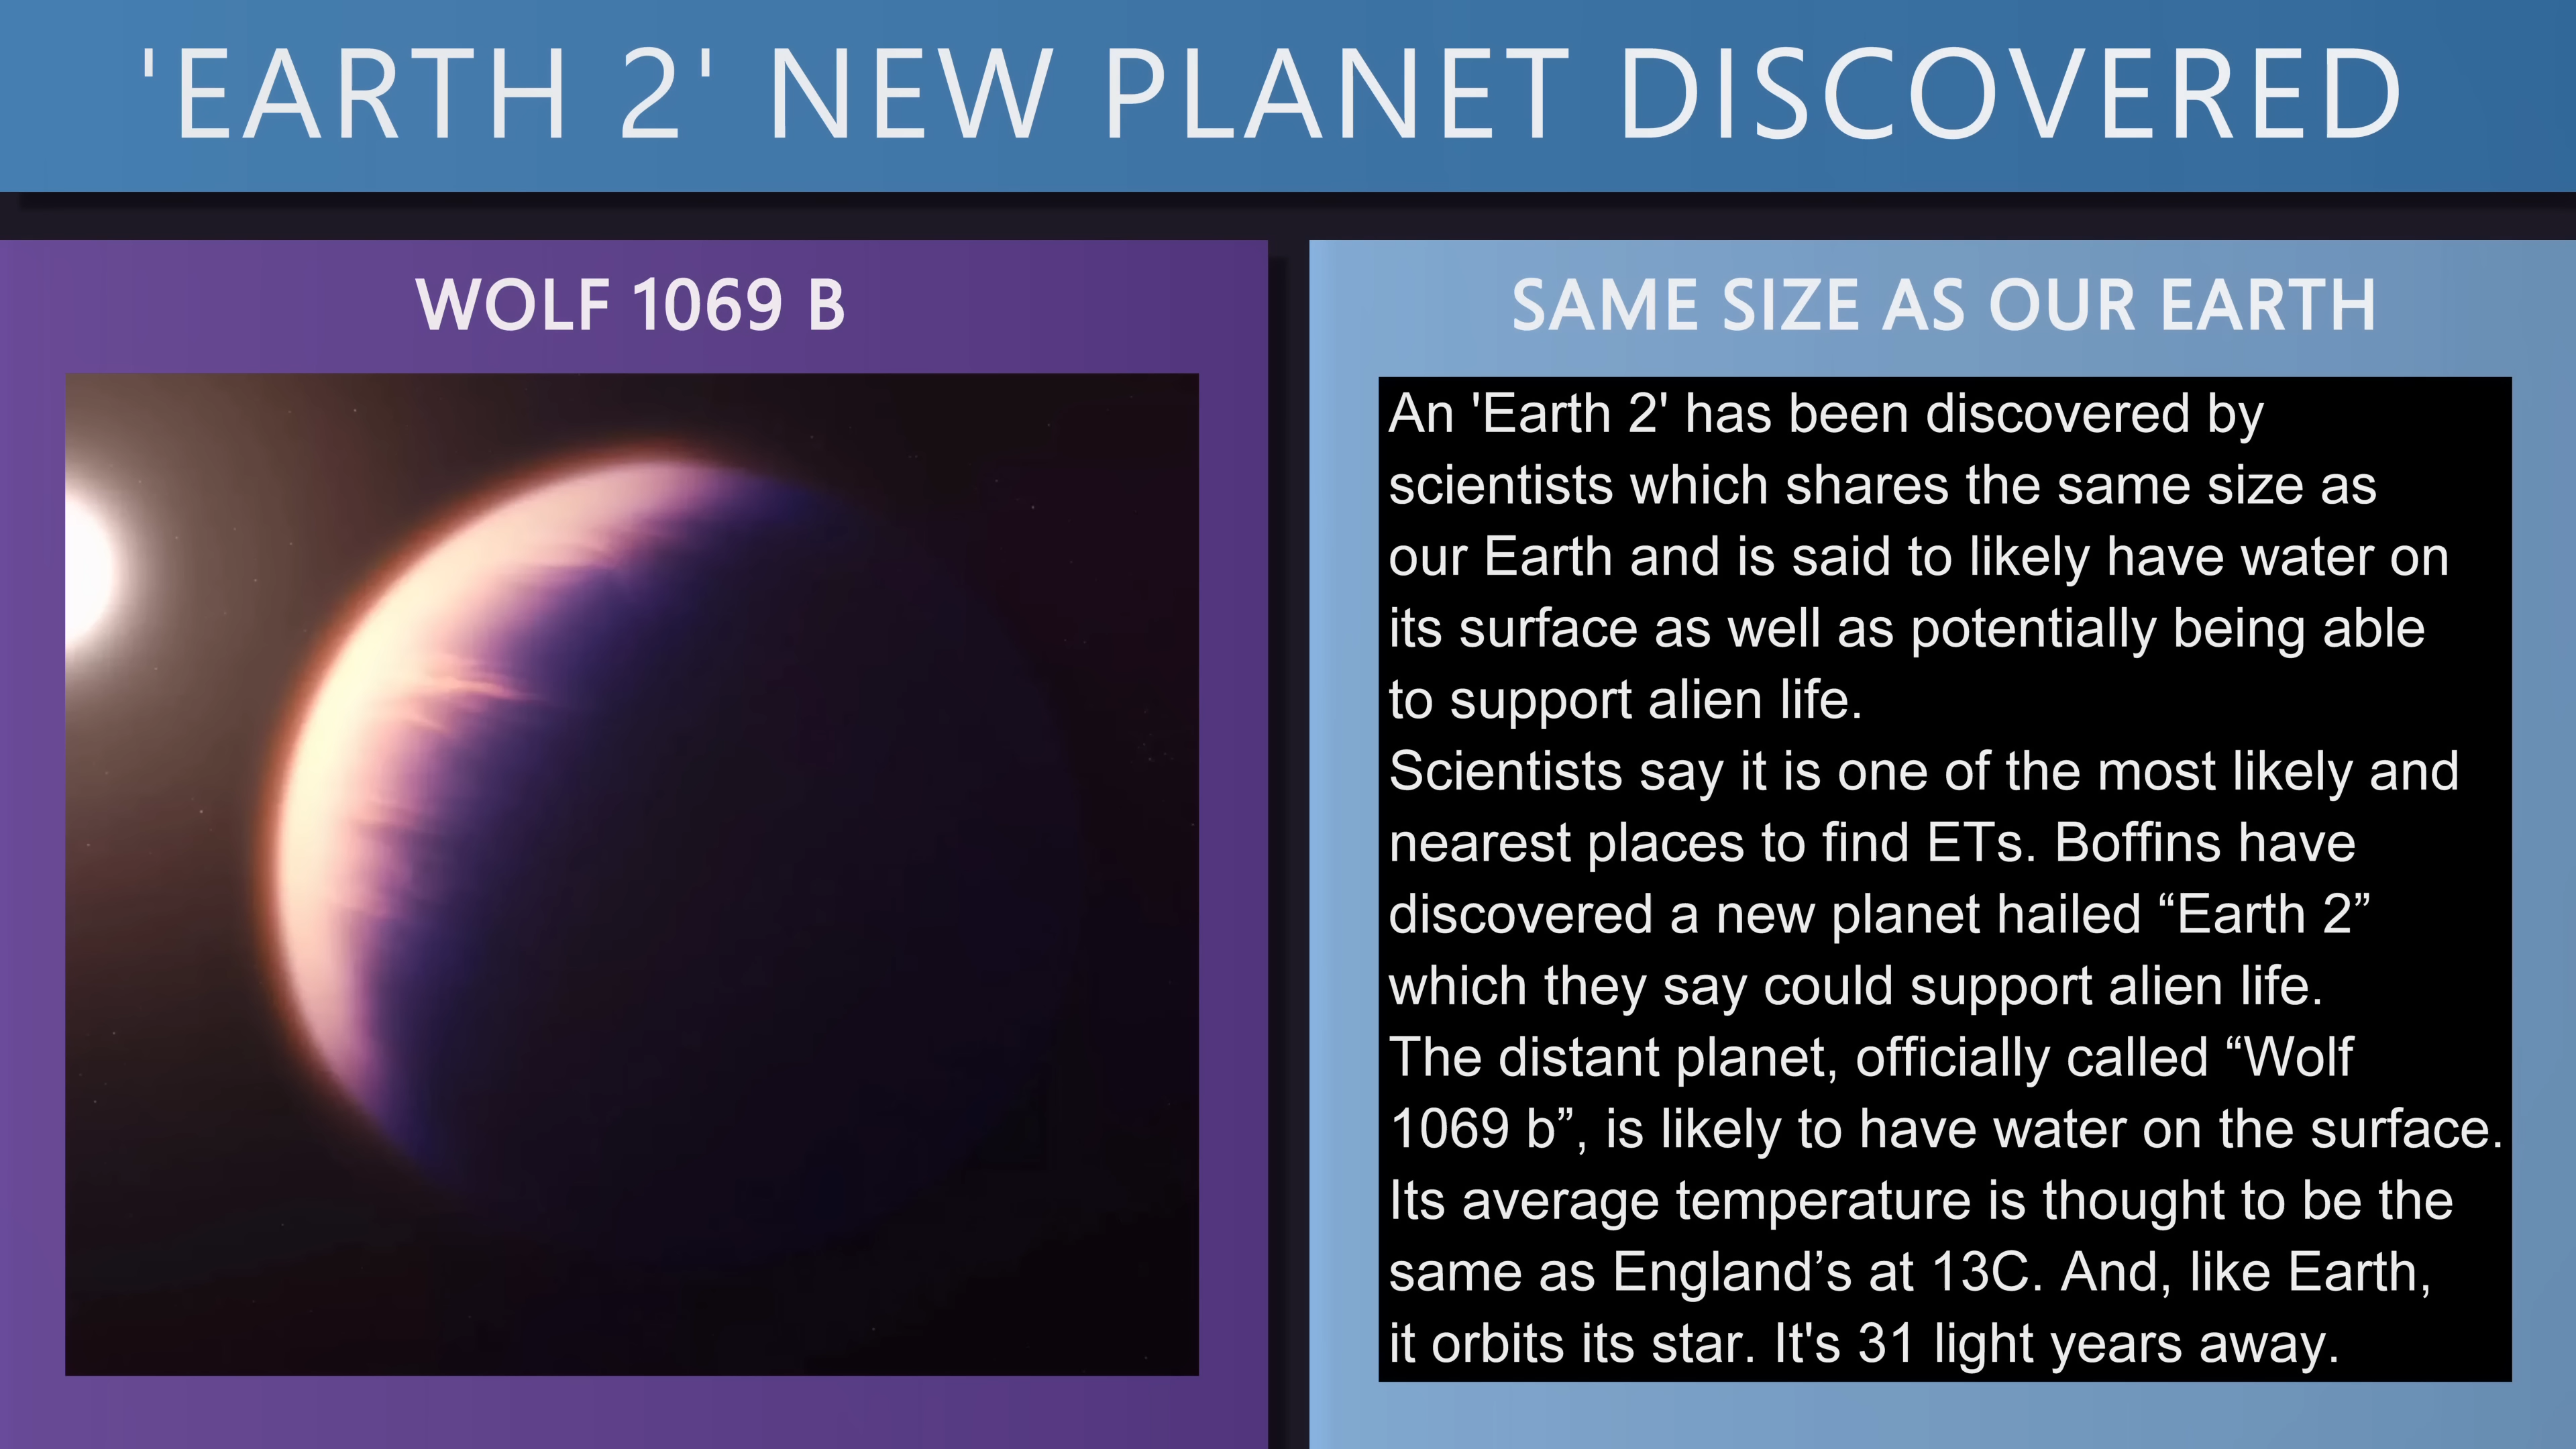 'EARTH 2' NEW PLANET DISCOVERED
WOLF 1069 B
SAME SIZE AS OUR EARTH
An 'Earth 2' has been discovered by
scientists which shares the same size as
our Earth and is said to likely have water on
its surface as well as potentially being able
to support alien life.
Scientists say it is one of the most likely and
nearest places to find ETs. Boffins have
discovered a new planet hailed “Earth 2”
which they say could support alien life.
The distant planet, officially called “Wolf
1069 b”, is likely to have water on the surface.
Its average temperature is thought to be the
same as England’s at 13C. And, like Earth,
it orbits its star. It's 31 light years away.